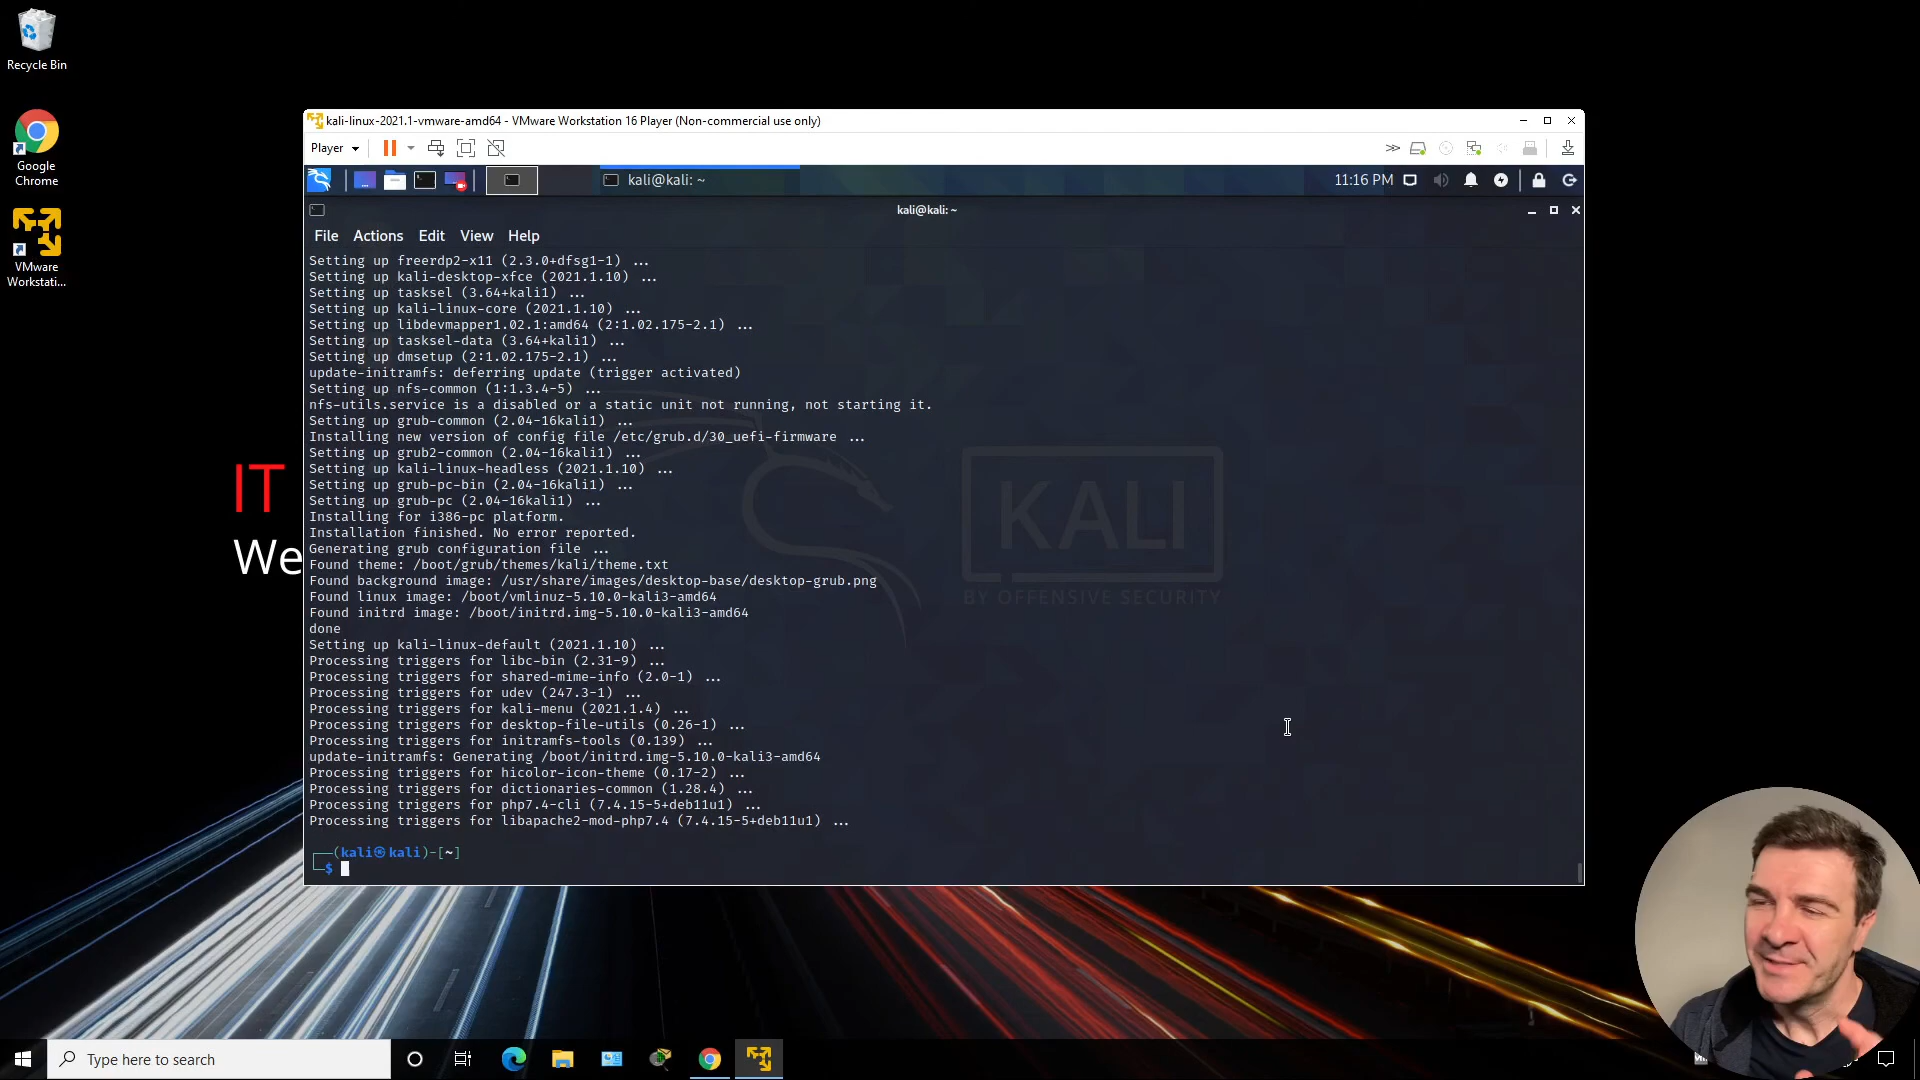 Recycle Bin
Google
Chrome
VMware
Workstati...
IT
We
kali-linux-2021.1-vmware-amd64 - VMware Workstation 16 Player (Non-commercial use only)
Player
kali@kali: ~
11:16 PM
kali@kali: ~
File Actions Edit View Help
Setting up freerdp2-x11 (2.3.0+dfsg1-1) ...
Setting up kali-desktop-xfce (2021.1.10) ...
Setting up tasksel (3.64+kali1) ...
Setting up kali-linux-core (2021.1.10) ...
Setting up libdevmapper1.02.1:amd64 (2:1.02.175-2.1) ...
Setting up tasksel-data (3.64+kali1) ...
Setting up dmsetup (2:1.02.175-2.1) ...
update-initramfs: deferring update (trigger activated)
Setting up nfs-common (1:1.3.4-5) ...
nfs-utils.service is a disabled or a static unit not running, not starting it.
Setting up grub-common (2.04-16kali1) ...
Installing new version of config file /etc/grub.d/30_uefi-firmware ...
Setting up grub2-common (2.04-16kali1) ...
Setting up kali-linux-headless (2021.1.10) ...
Setting up grub-pc-bin (2.04-16kali1) ...
Setting up grub-pc (2.04-16kali1) ...
Installing for i386-pc platform.
Installation finished. No error reported.
Generating grub configuration file ...
Found theme: /boot/grub/themes/kali/theme.txt
Found background image: /usr/share/images/desktop-base/desktop-grub.png
Found linux image: /boot/vmlinuz-5.10.0-kali3-amd64
Found initrd image: /boot/initrd.img-5.10.0-kali3-amd64
done
Setting up kali-linux-default (2021.1.10) ...
Processing triggers for libc-bin (2.31-9) ...
Processing triggers for shared-mime-info (2.0-1) ...
Processing triggers for udev (247.3-1) ...
Processing triggers for kali-menu (2021.1.4) ...
Processing triggers for desktop-file-utils (0.26-1) ...
Processing triggers for initramfs-tools (0.139) ...
update-initramfs: Generating /boot/initrd.img-5.10.0-kali3-amd64
Processing triggers for hicolor-icon-theme (0.17-2) ...
Processing triggers for dictionaries-common (1.28.4) ...
Processing triggers for php7.4-cli (7.4.15-5+deb11u1) ...
Processing triggers for libapache2-mod-php7.4 (7.4.15-5+deb11u1) ...
(kali㉿kali)-[~]
$
KALI
BY OFFENSIVE SECURITY
Type here to search